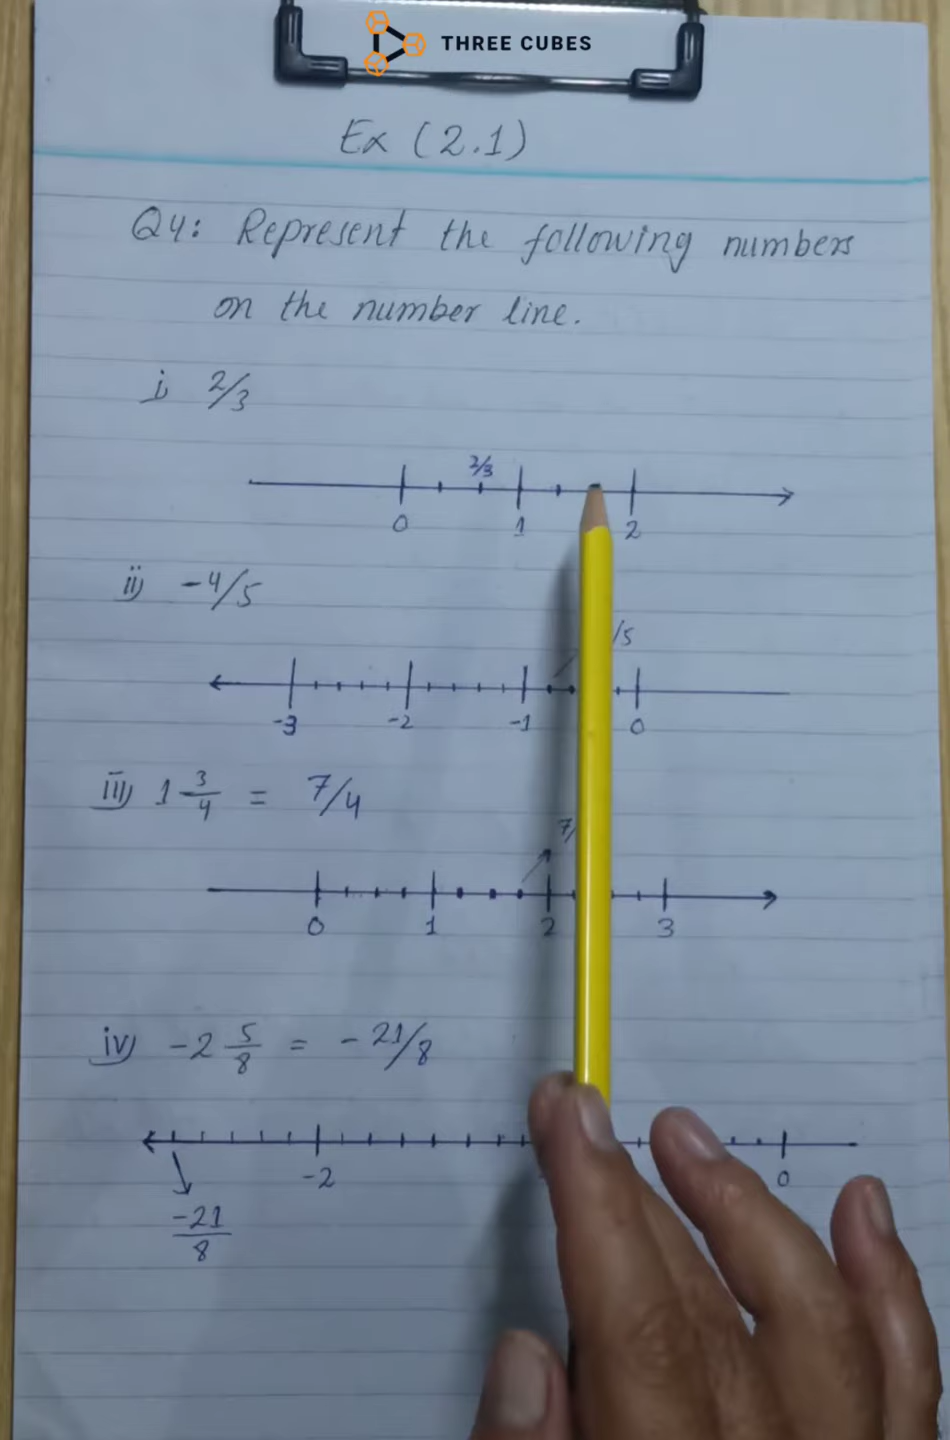 THREE CUBES
Ex (2.1)
Q4: Represent the following numbers
on the number line.
i) 2/3
2/3
0 1 2
ii) -4/5
/5
-3 -2 -1 0
iii) 1 3/4 = 7/4
7/
0 1 2 3
iv) -2 5/8 = -21/8
-2 0
-21/8